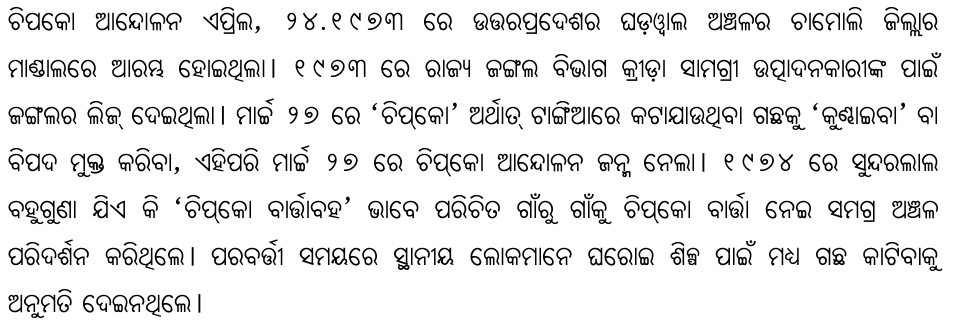 ଚିପକୋ ଆନ୍ଦୋଳନ ଏପ୍ରିଲ, ୨୪.୧୯୭୩ ରେ ଉତ୍ତରପ୍ରଦେଶର ଘଡ଼ୱାଲ ଅଞ୍ଚଳର ଚାମୋଲି ଜିଲ୍ଲାର
ମାଣ୍ଡାଲରେ ଆରମ୍ଭ ହୋଇଥିଲା। ୧୯୭୩ ରେ ରାଜ୍ୟ ଜଙ୍ଗଲ ବିଭାଗ କ୍ରୀଡ଼ା ସାମଗ୍ରୀ ଉତ୍ପାଦନକାରୀଙ୍କ ପାଇଁ
ଜଙ୍ଗଲର ଲିଜ୍ ଦେଇଥିଲା। ମାର୍ଚ୍ଚ ୨୭ ରେ ‘ଚିପ୍‌କୋ’ ଅର୍ଥାତ୍ ଟାଙ୍ଗିଆରେ କଟାଯାଉଥିବା ଗଛକୁ ‘କୁଣ୍ଢାଇବା’ ବା
ବିପଦ ମୁକ୍ତ କରିବା, ଏହିପରି ମାର୍ଚ୍ଚ ୨୭ ରେ ଚିପ୍‌କୋ ଆନ୍ଦୋଳନ ଜନ୍ମ ନେଲା। ୧୯୭୪ ରେ ସୁନ୍ଦରଲାଲ
ବହୁଗୁଣା ଯିଏ କି ‘ଚିପ୍‌କୋ ବାର୍ତ୍ତାବହ’ ଭାବେ ପରିଚିତ ଗାଁରୁ ଗାଁକୁ ଚିପ୍‌କୋ ବାର୍ତ୍ତା ନେଇ ସମଗ୍ର ଅଞ୍ଚଳ
ପରିଦର୍ଶନ କରିଥିଲେ। ପରବର୍ତ୍ତୀ ସମୟରେ ସ୍ଥାନୀୟ ଲୋକମାନେ ଘରୋଇ ଶିଳ୍ପ ପାଇଁ ମଧ୍ୟ ଗଛ କାଟିବାକୁ
ଅନୁମତି ଦେଇନଥିଲେ।